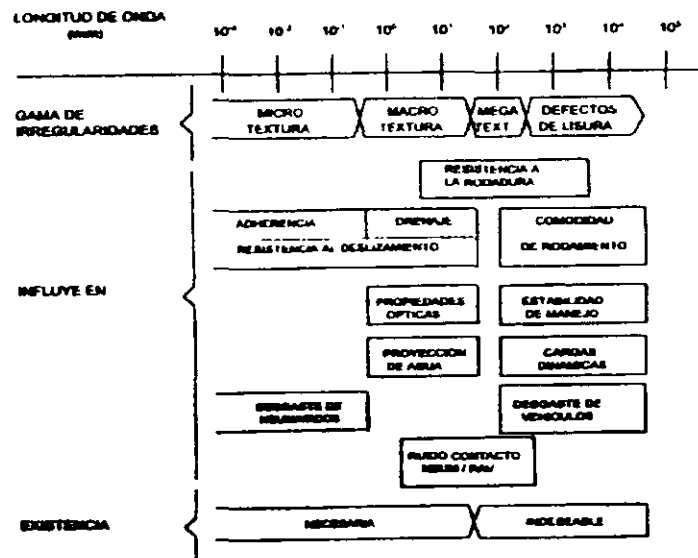 LONGITUD DE ONDA
(mm)
10⁻³ 10⁻² 10⁻¹ 10⁰ 10¹ 10² 10³ 10⁴ 10⁵
GAMA DE
IRREGULARIDADES
MICRO
TEXTURA
MACRO
TEXTURA
MEGA
TEXT
DEFECTOS
DE LISURA
RESISTENCIA A
LA RODADURA
ADHERENCIA
DRENAJE
RESISTENCIA AL DESLIZAMIENTO
COMODIDAD
DE RODAMIENTO
INFLUYE EN
PROPIEDADES
OPTICAS
ESTABILIDAD
DE MANEJO
PROYECCION
DE AGUA
CARGAS
DINAMICAS
DESGASTE DE
NEUMATICOS
DESGASTE DE
VEHICULOS
RUIDO CONTACTO
NEUM / PAV
EXISTENCIA
NECESARIA
INDESEABLE